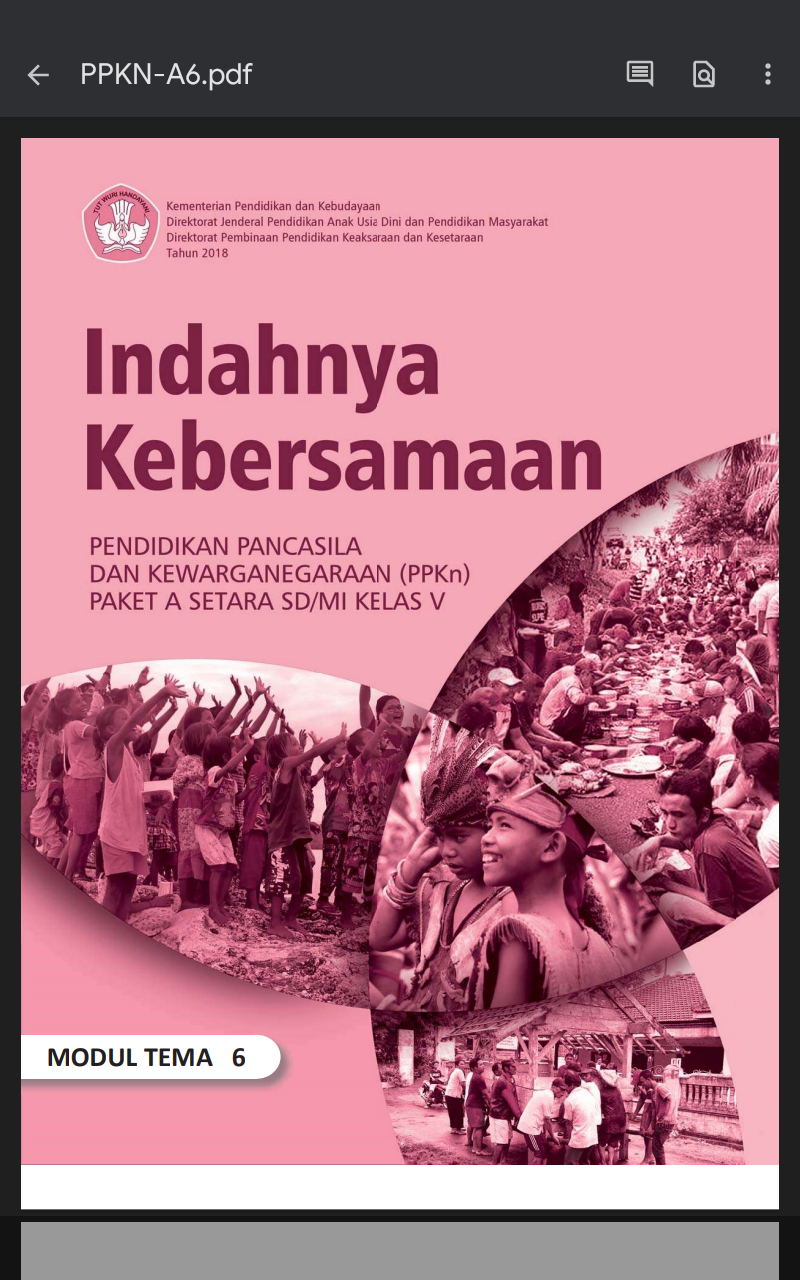 PPKN-A6.pdf
TUT WURI HANDAYANI
Kementerian Pendidikan dan Kebudayaan
Direktorat Jenderal Pendidikan Anak Usia Dini dan Pendidikan Masyarakat
Direktorat Pembinaan Pendidikan Keaksaraan dan Kesetaraan
Tahun 2018
Indahnya
Kebersamaan
PENDIDIKAN PANCASILA
DAN KEWARGANEGARAAN (PPKn)
PAKET A SETARA SD/MI KELAS V
MODUL TEMA 6